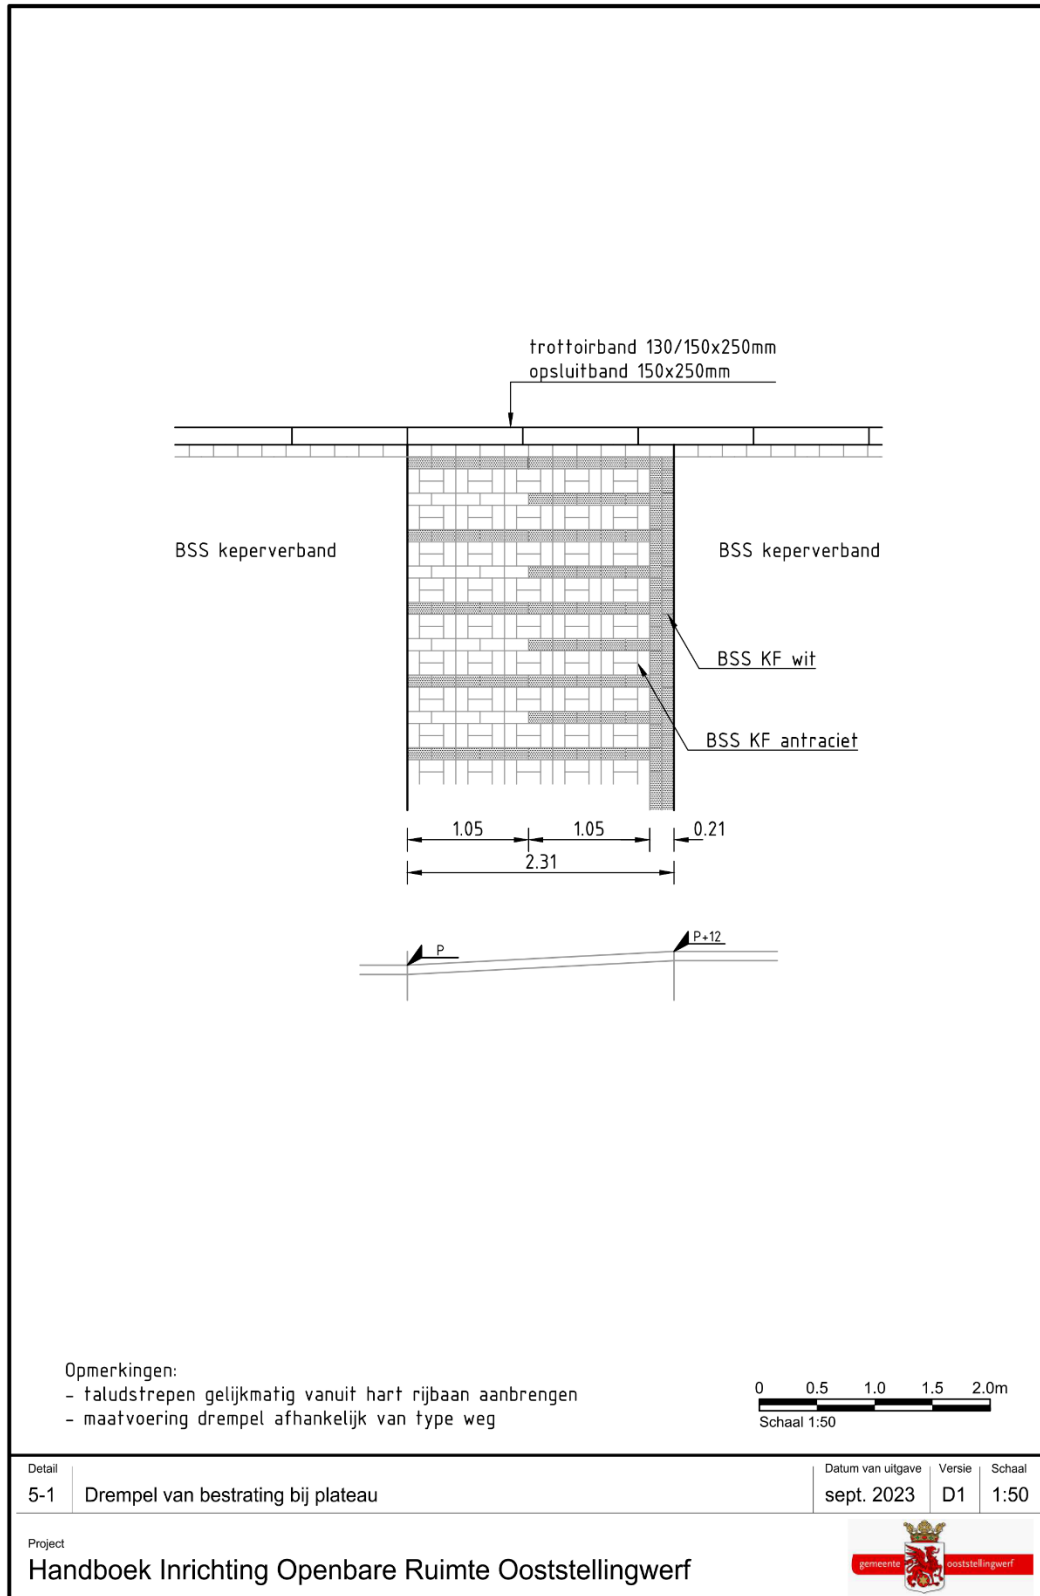 trottoirband 130/150x250mm
opsluitband 150x250mm
BSS keperverband
BSS keperverband
BSS KF wit
BSS KF antraciet
1.05
1.05
0.21
2.31
P
P+12
Opmerkingen:
- taludstrepen gelijkmatig vanuit hart rijbaan aanbrengen
- maatvoering drempel afhankelijk van type weg
0 0.5 1.0 1.5 2.0m
Schaal 1:50
Detail
5-1 Drempel van bestrating bij plateau
Datum van uitgave
sept. 2023
Versie
D1
Schaal
1:50
Project
Handboek Inrichting Openbare Ruimte Ooststellingwerf
gemeente ooststellingwerf